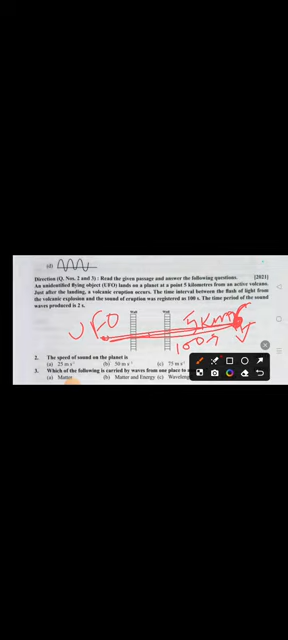 (d)
Direction (Q. Nos. 2 and 3) : Read the given passage and answer the following questions. [2021]
An unidentified flying object (UFO) lands on a planet at a point 5 kilometres from an active volcano.
Just after the landing, a volcanic eruption occurs. The time interval between the flash of light from
the volcanic explosion and the sound of eruption was registered as 100 s. The time period of the sound
waves produced is 2 s.
Wall Wall
UFO 5km V
100s
2. The speed of sound on the planet is
(a) 25 m s⁻¹ (b) 50 m s⁻¹ (c) 75 m s⁻¹
3. Which of the following is carried by waves from one place to
(a) Matter (b) Matter and Energy (c) Wavelength